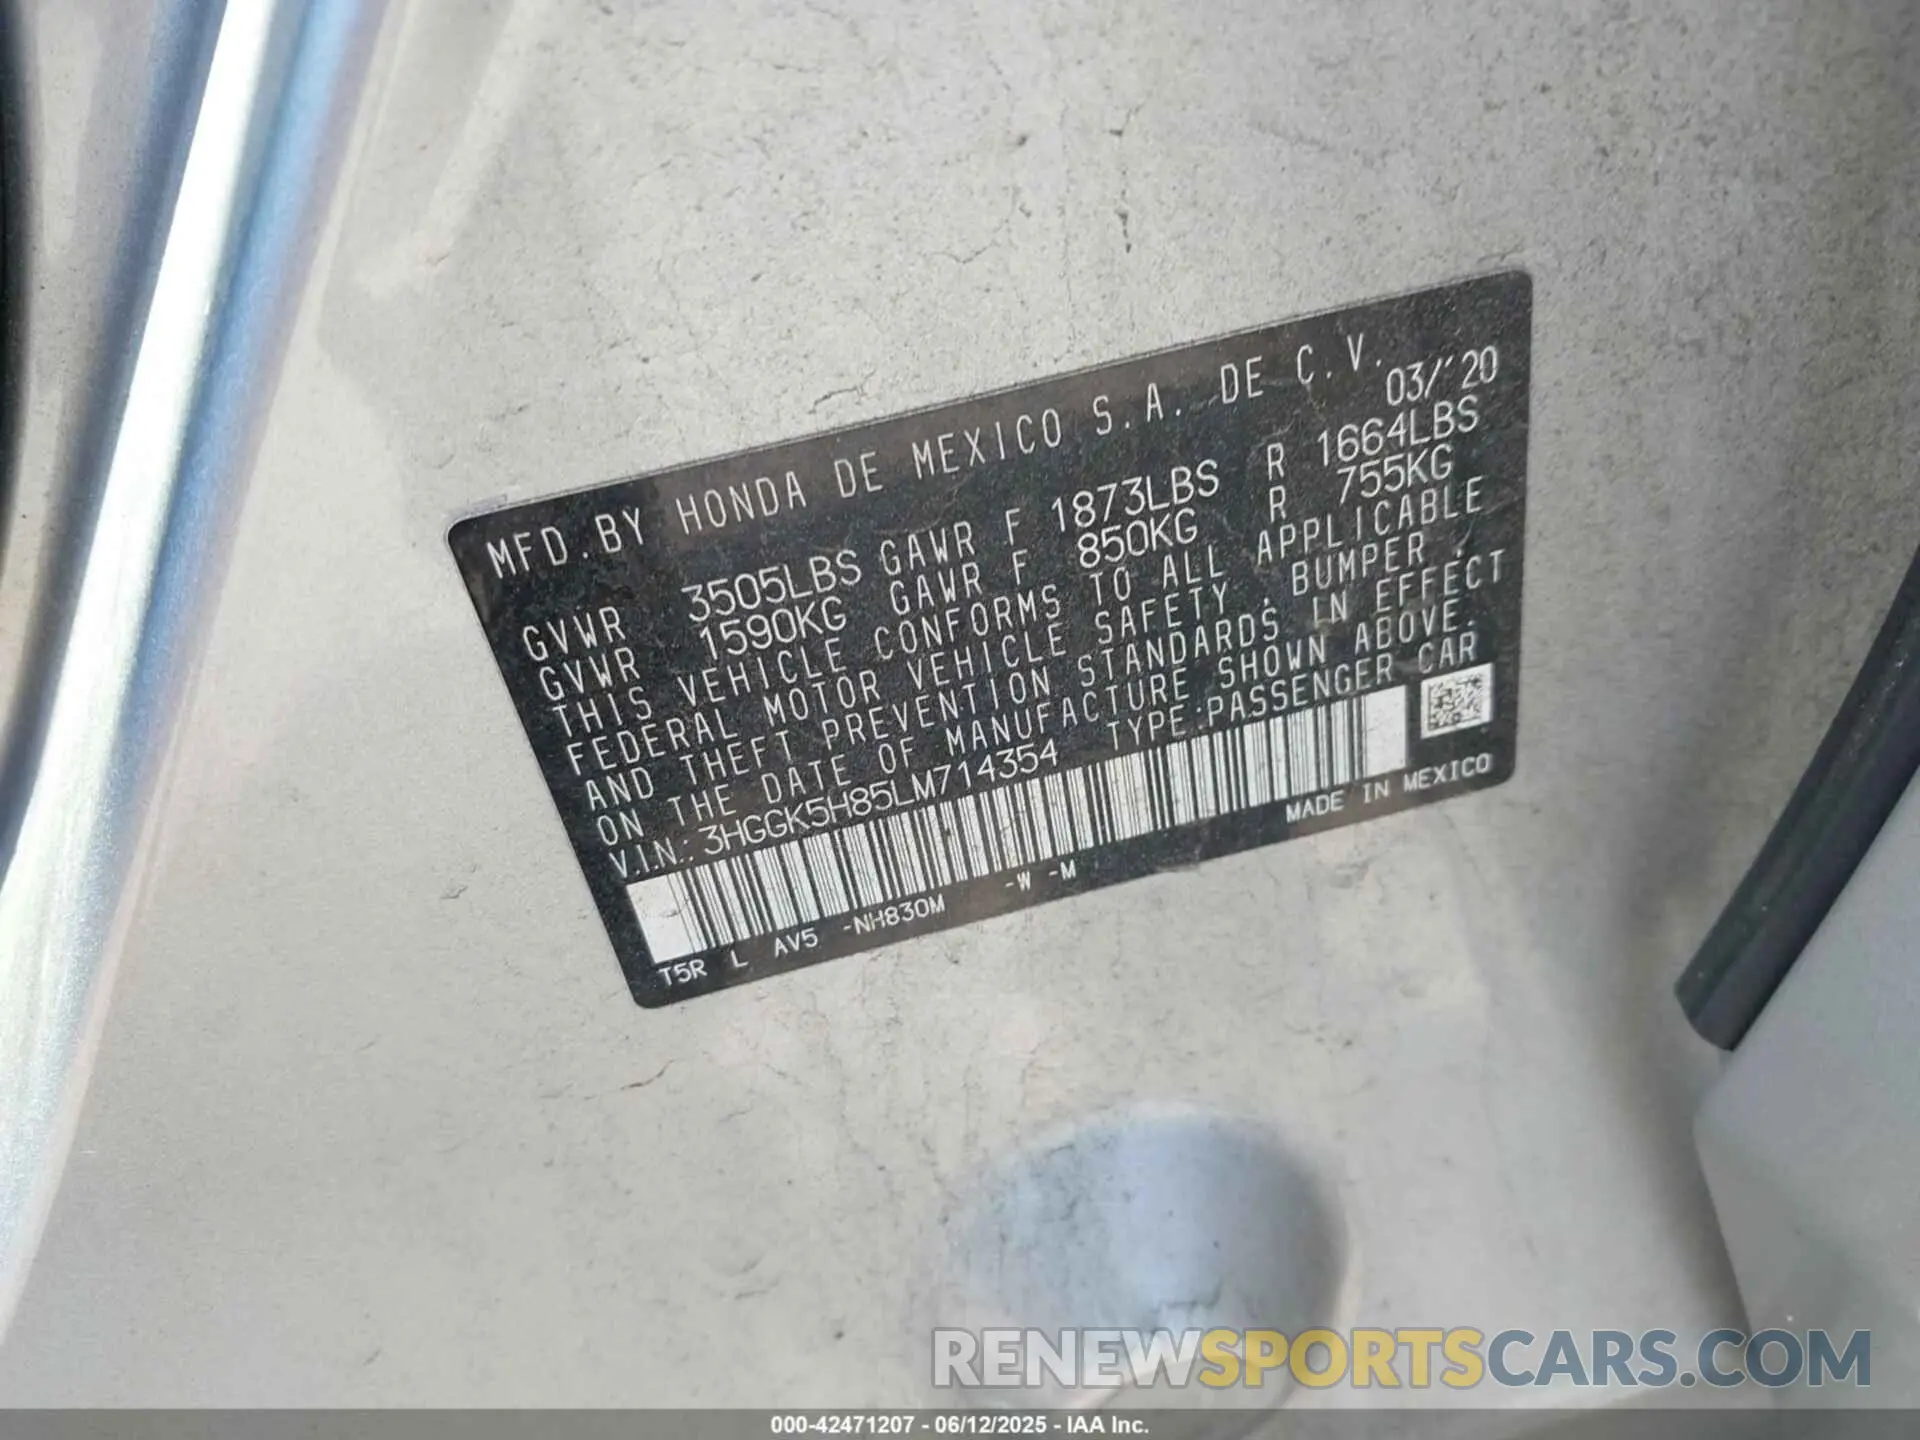 MFD.BY HONDA DE MEXICO S.A. DE C.V.
03/'20
GVWR 3505LBS GAWR F 1873LBS R 1664LBS
GVWR 1590KG GAWR F 850KG R 755KG
THIS VEHICLE CONFORMS TO ALL APPLICABLE
FEDERAL MOTOR VEHICLE SAFETY, BUMPER,
AND THEFT PREVENTION STANDARDS IN EFFECT
ON THE DATE OF MANUFACTURE SHOWN ABOVE.
V.I.N.: 3HGGK5H85LM714354 TYPE:PASSENGER CAR
MADE IN MEXICO
T5R L AV5 -NH830M -W -M
RENEWSPORTSCARS.COM
000-42471207 - 06/12/2025 - IAA Inc.